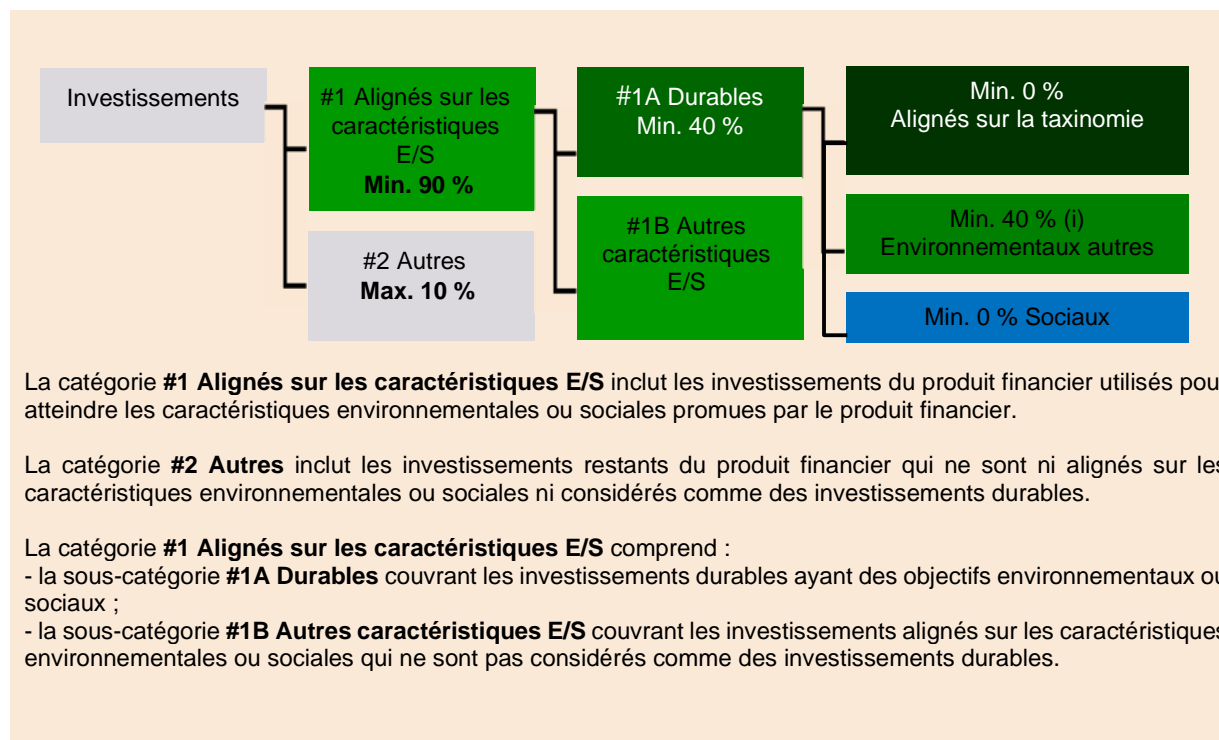 Investissements
#1 Alignés sur les
caractéristiques
E/S
Min. 90 %
#2 Autres
Max. 10 %
#1A Durables
Min. 40 %
#1B Autres
caractéristiques
E/S
Min. 0 %
Alignés sur la taxinomie
Min. 40 % (i)
Environnementaux autres
Min. 0 % Sociaux
La catégorie #1 Alignés sur les caractéristiques E/S inclut les investissements du produit financier utilisés pou
atteindre les caractéristiques environnementales ou sociales promues par le produit financier.
La catégorie #2 Autres inclut les investissements restants du produit financier qui ne sont ni alignés sur les
caractéristiques environnementales ou sociales ni considérés comme des investissements durables.
La catégorie #1 Alignés sur les caractéristiques E/S comprend :
- la sous-catégorie #1A Durables couvrant les investissements durables ayant des objectifs environnementaux ou
sociaux ;
- la sous-catégorie #1B Autres caractéristiques E/S couvrant les investissements alignés sur les caractéristiques
environnementales ou sociales qui ne sont pas considérés comme des investissements durables.